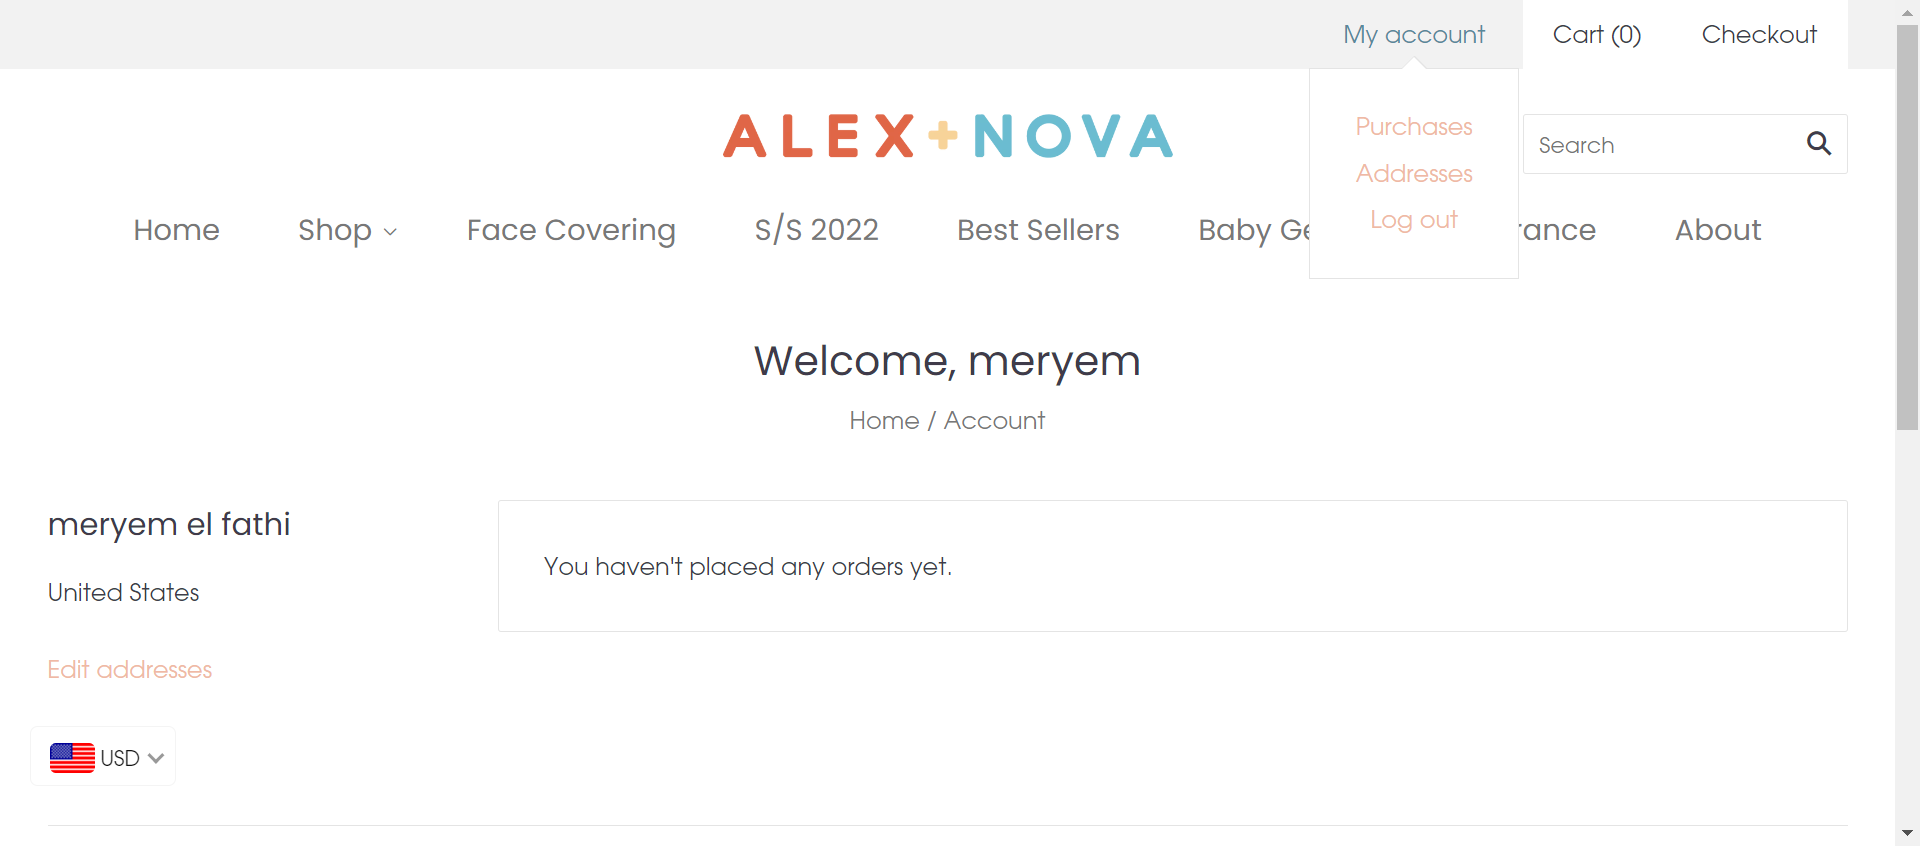 My account
Cart (0)
Checkout
Purchases
Addresses
Log out
ALEX+NOVA
Search
Home
Shop
Face Covering
S/S 2022
Best Sellers
Baby Ge
rance
About
Welcome, meryem
Home / Account
meryem el fathi
You haven't placed any orders yet.
United States
Edit addresses
USD